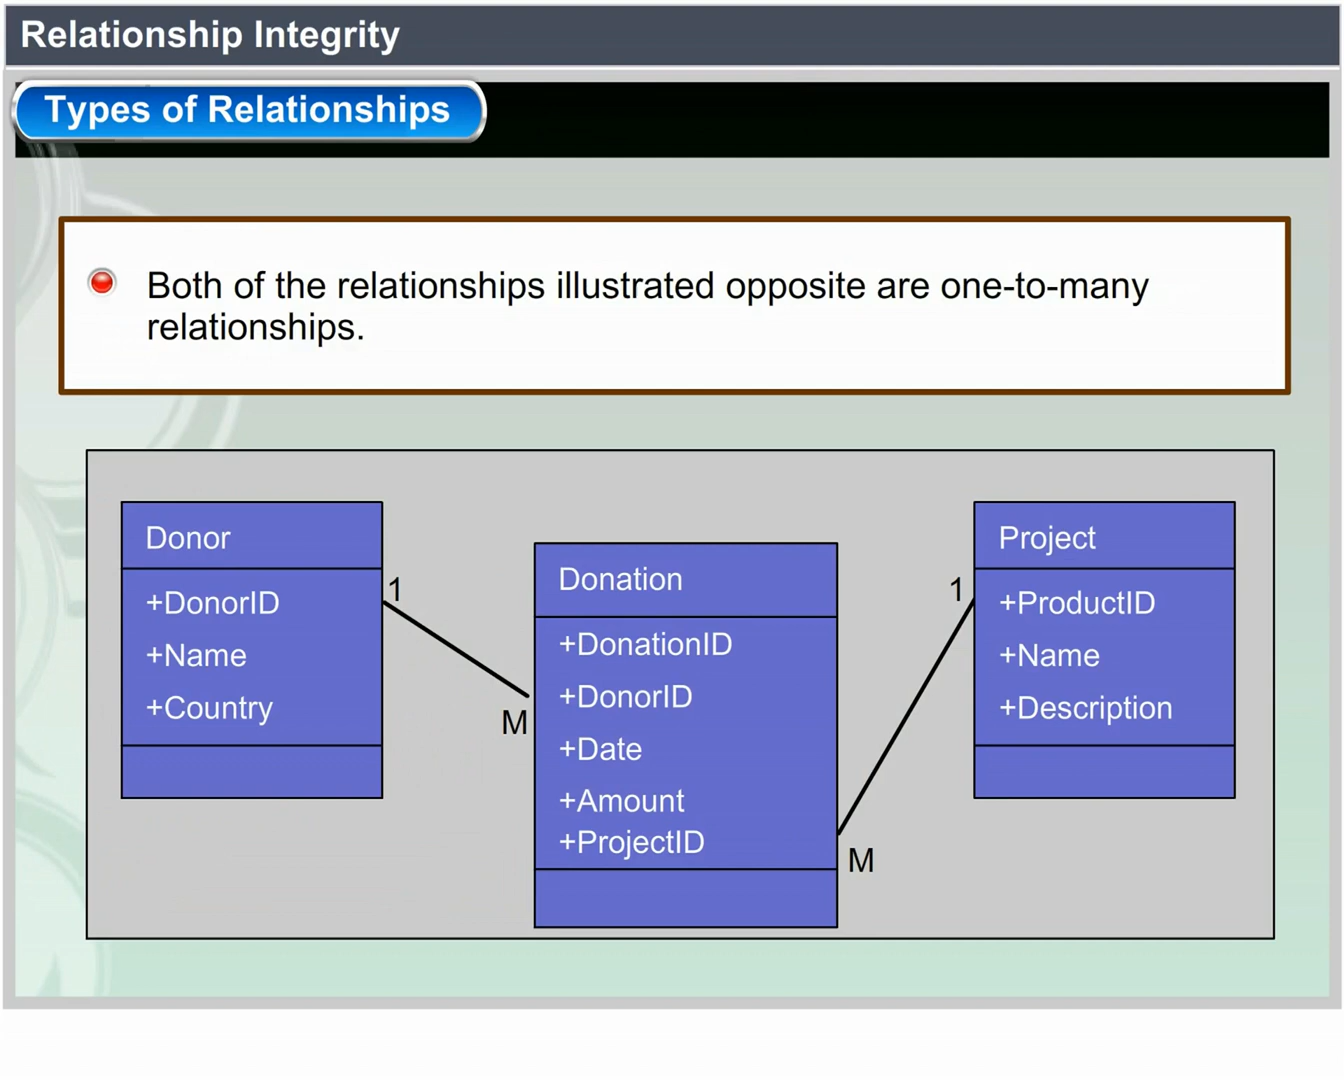 Relationship Integrity
Types of Relationships
Both of the relationships illustrated opposite are one-to-many
relationships.
Donor
+DonorID
+Name
+Country
1
M
Donation
+DonationID
+DonorID
+Date
+Amount
+ProjectID
1
M
Project
+ProductID
+Name
+Description